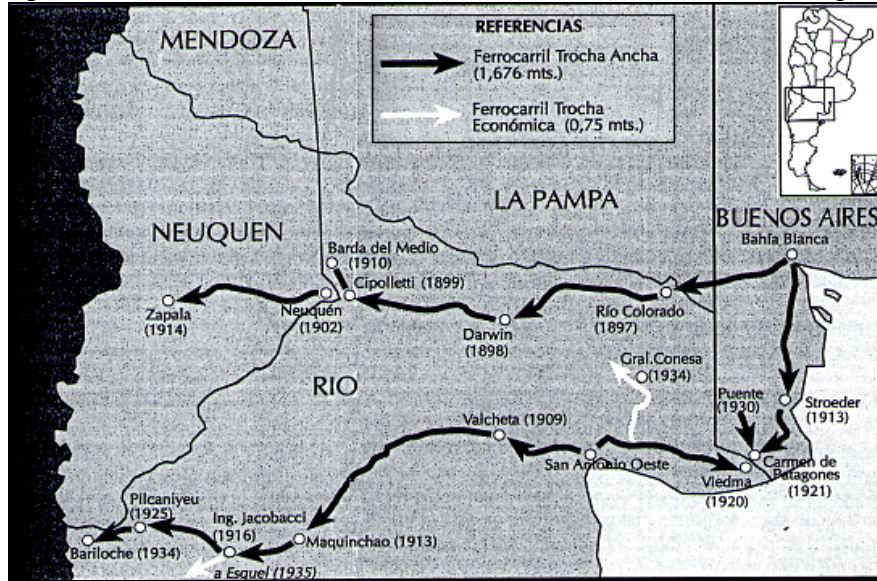 REFERENCIAS
Ferrocarril Trocha Ancha
(1,676 mts.)
Ferrocarril Trocha
Económica (0,75 mts.)
MENDOZA
LA PAMPA
BUENOS AIRES
NEUQUEN
RIO
Bahía Blanca
Barda del Medio
(1910)
Cipolletti (1899)
Neuquén
(1902)
Zapala
(1914)
Darwin
(1898)
Río Colorado
(1897)
Gral.Conesa
(1934)
Puente
(1930)
Stroeder
(1913)
Valcheta (1909)
San Antonio Oeste
Carmen de
Patagones
(1921)
Viedma
(1920)
Pilcaniyeu
(1925)
Ing. Jacobacci
(1916)
Maquinchao (1913)
Bariloche (1934)
a Esquel (1935)